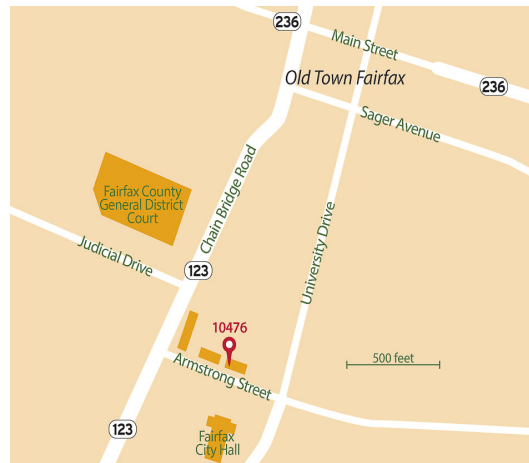 236
Main Street
Old Town Fairfax
236
Sager Avenue
Chain Bridge Road
Fairfax County
General District
Court
University Drive
Judicial Drive
123
10476
500 feet
Armstrong Street
123
Fairfax
City Hall